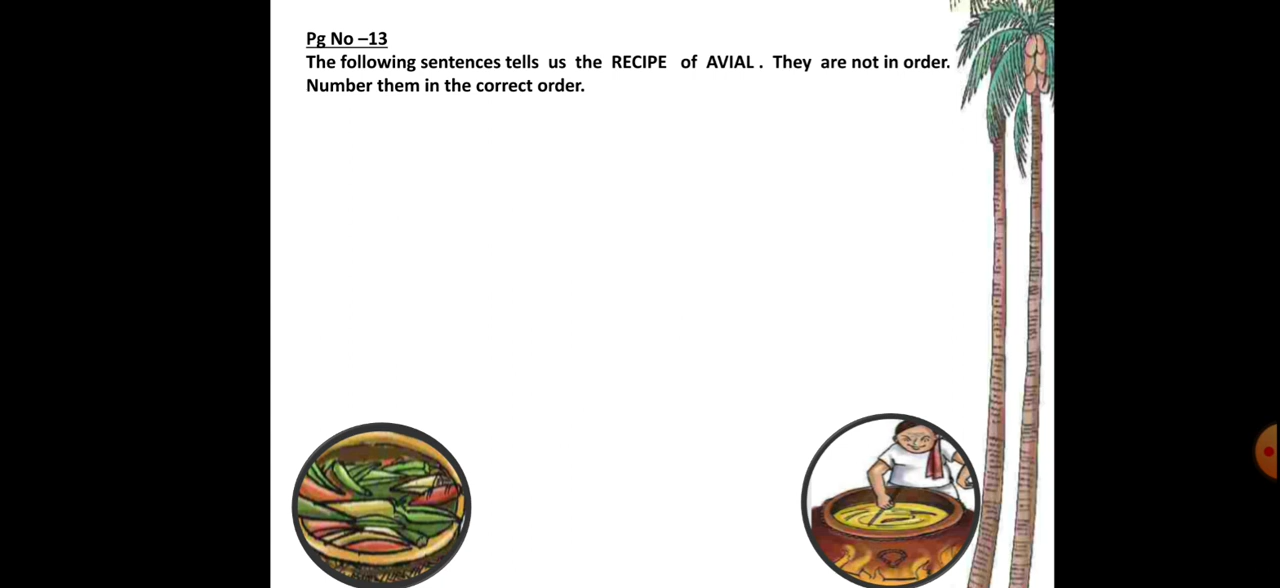 Pg No –13
The following sentences tells us the RECIPE of AVIAL . They are not in order.
Number them in the correct order.